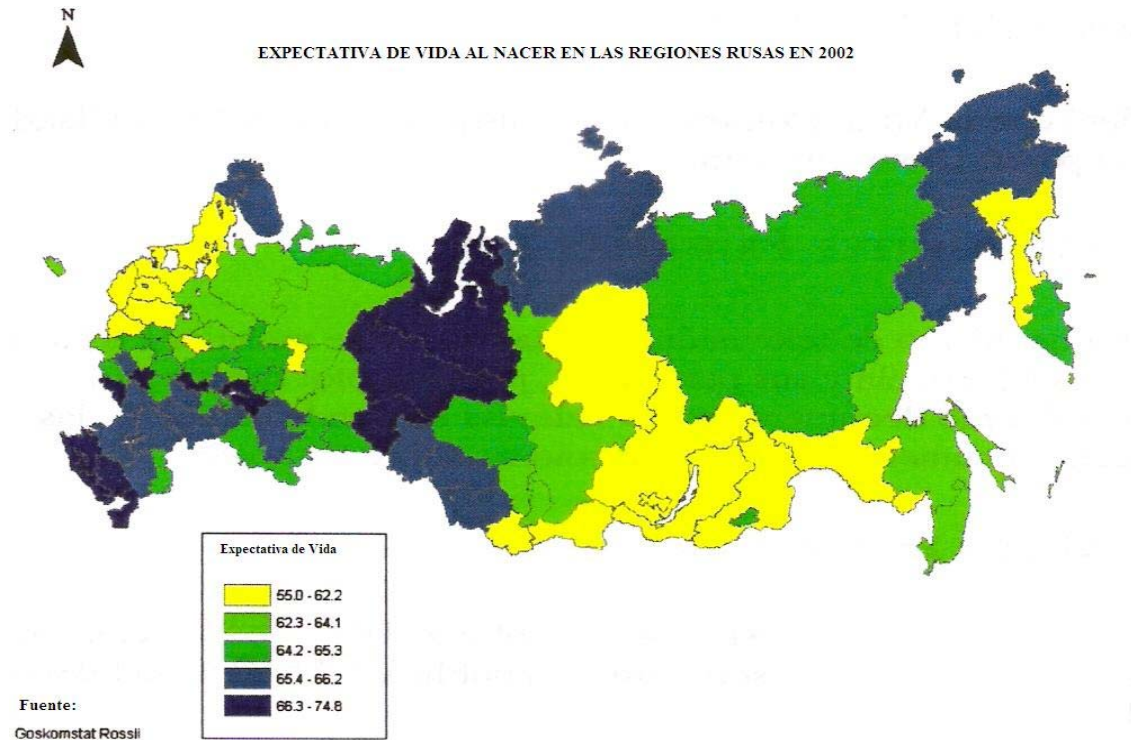 N
EXPECTATIVA DE VIDA AL NACER EN LAS REGIONES RUSAS EN 2002
Expectativa de Vida
55.0 - 62.2
62.3 - 64.1
64.2 - 65.3
65.4 - 66.2
66.3 - 74.8
Fuente:
Goskomstat Rossii